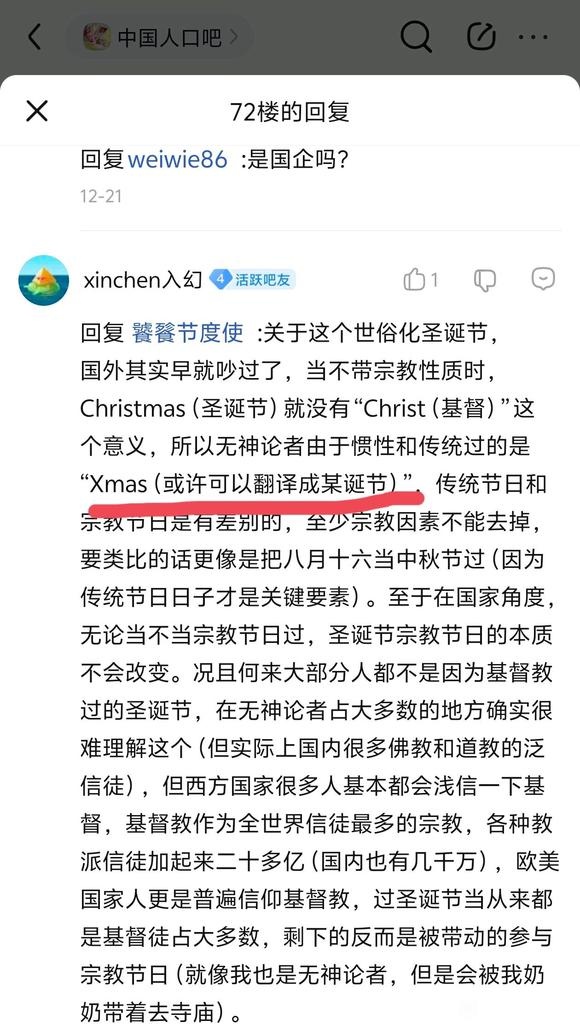 中国人口吧
72楼的回复
回复weiwie86 :是国企吗?
12-21
xinchen入幻 4 活跃吧友 1
回复 饕餮节度使 :关于这个世俗化圣诞节,
国外其实早就吵过了，当不带宗教性质时，
Christmas（圣诞节）就没有“Christ（基督）”这
个意义，所以无神论者由于惯性和传统过的是
“Xmas（或许可以翻译成某诞节）”，传统节日和
宗教节日是有差别的，至少宗教因素不能去掉，
要类比的话更像是把八月十六当中秋节过（因为
传统节日日子才是关键要素）。至于在国家角度，
无论当不当宗教节日过，圣诞节宗教节日的本质
不会改变。况且何来大部分人都不是因为基督教
过的圣诞节，在无神论者占大多数的地方确实很
难理解这个（但实际上国内很多佛教和道教的泛
信徒），但西方国家很多人基本都会浅信一下基
督，基督教作为全世界信徒最多的宗教，各种教
派信徒加起来二十多亿（国内也有几千万），欧美
国家人更是普遍信仰基督教，过圣诞节当从来都
是基督徒占大多数，剩下的反而是被带动的参与
宗教节日（就像我也是无神论者，但是会被我奶
奶带着去寺庙）。